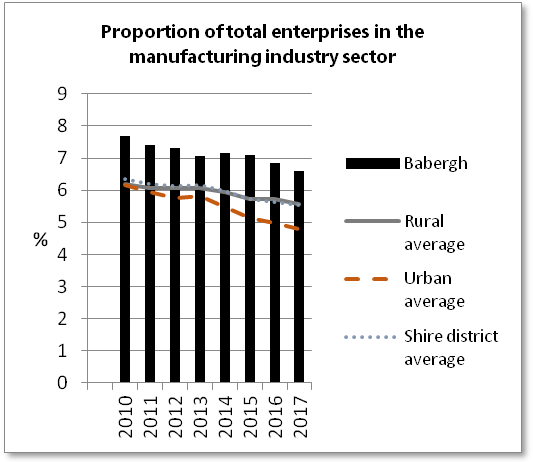 Proportion of total enterprises in the
manufacturing industry sector
9
8
7
6
5
4
3
2
1
0
%
2010
2011
2012
2013
2014
2015
2016
2017
Babergh
Rural
average
Urban
average
Shire district
average